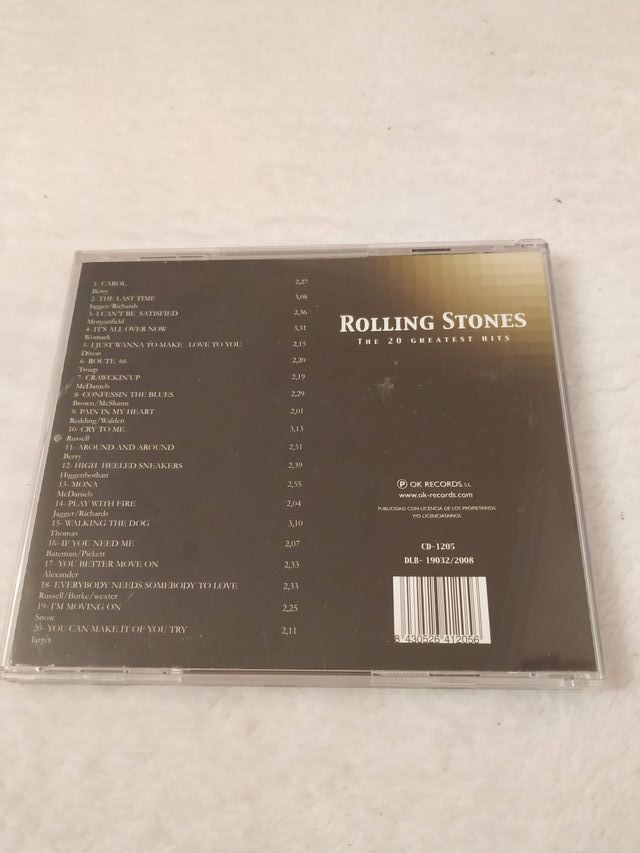 1- CAROL 2,27
Berry
2- THE LAST TIME 3,08
Jagger/Richards
3- I CAN'T BE SATISFIED 2,36
Morganfield
4- IT'S ALL OVER NOW 3,31
Womack
5- I JUST WANNA TO MAKE LOVE TO YOU 2,15
Dixon
6- ROUTE 66 2,20
Troup
7- CRAWCKIN'UP 2,19
McDaniels
8- CONFESSIN THE BLUES 2,29
Brown/McShann
9- PAIN IN MY HEART 2,01
Redding/Walden
10- CRY TO ME 3,13
Russell
11- AROUND AND AROUND 2,51
Berry
12- HIGH HEELED SNEAKERS 2,39
Higgenbothan
13- MONA 2,55
McDaniels
14- PLAY WITH FIRE 2,04
Jagger/Richards
15- WALKING THE DOG 3,10
Thomas
16- IF YOU NEED ME 2,07
Bateman/Pickett
17- YOU BETTER MOVE ON 2,33
Alexander
18- EVERYBODY NEEDS SOMEBODY TO LOVE 2,33
Russell/Burke/wexter
19- I'M MOVING ON 2,25
Snow
20- YOU CAN MAKE IT OF YOU TRY 2,11
Jarret
ROLLING STONES
THE 20 GREATEST HITS
℗ OK RECORDS, S.L.
www.ok-records.com
PUBLICIDAD CON LICENCIA DE LOS PROPIETARIOS
Y/O LICENCIATARIOS
CD-1205
DLB- 19032/2008
8 430526 412056